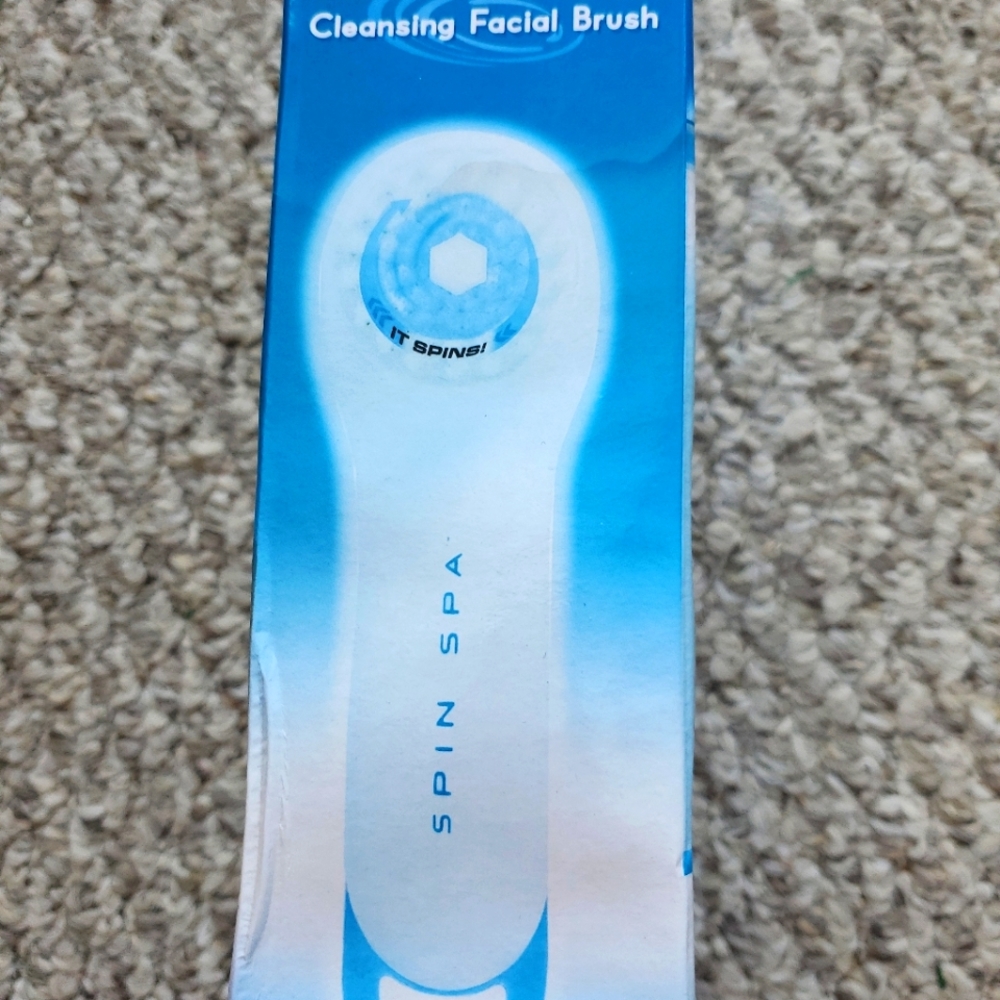 Cleansing Facial Brush
IT SPINS!
SPIN SPA